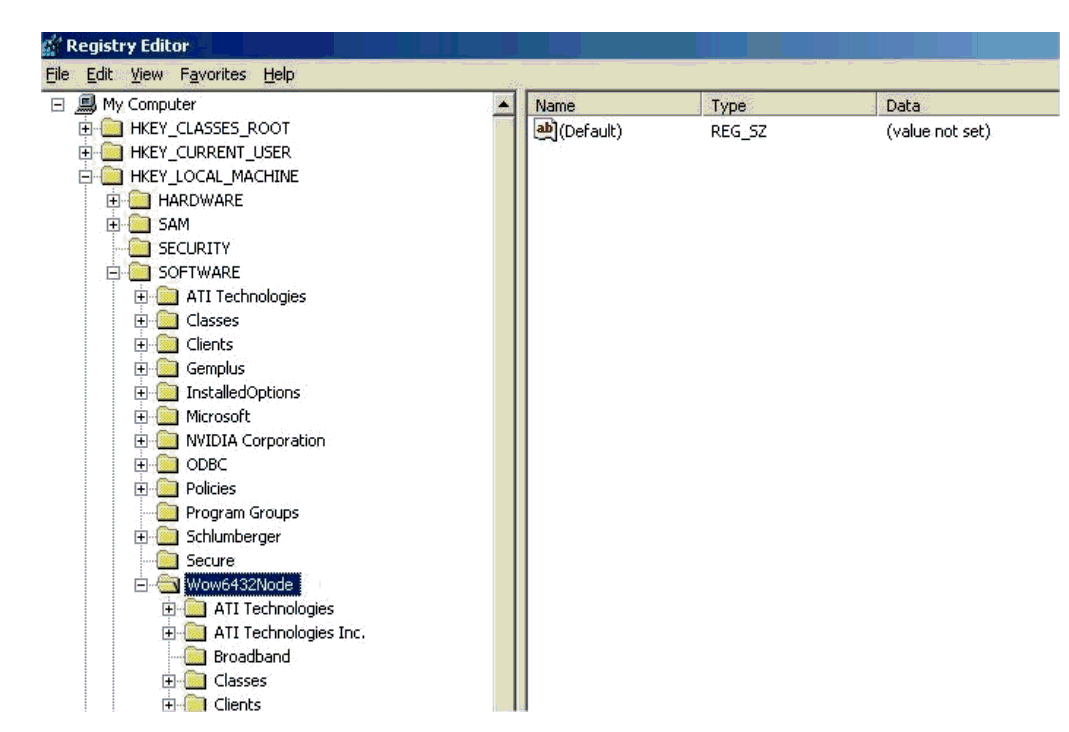 Registry Editor
File Edit View Favorites Help
My Computer
HKEY_CLASSES_ROOT
HKEY_CURRENT_USER
HKEY_LOCAL_MACHINE
HARDWARE
SAM
SECURITY
SOFTWARE
ATI Technologies
Classes
Clients
Gemplus
InstalledOptions
Microsoft
NVIDIA Corporation
ODBC
Policies
Program Groups
Schlumberger
Secure
Wow6432Node
ATI Technologies
ATI Technologies Inc.
Broadband
Classes
Clients
Name Type Data
ab (Default) REG_SZ (value not set)